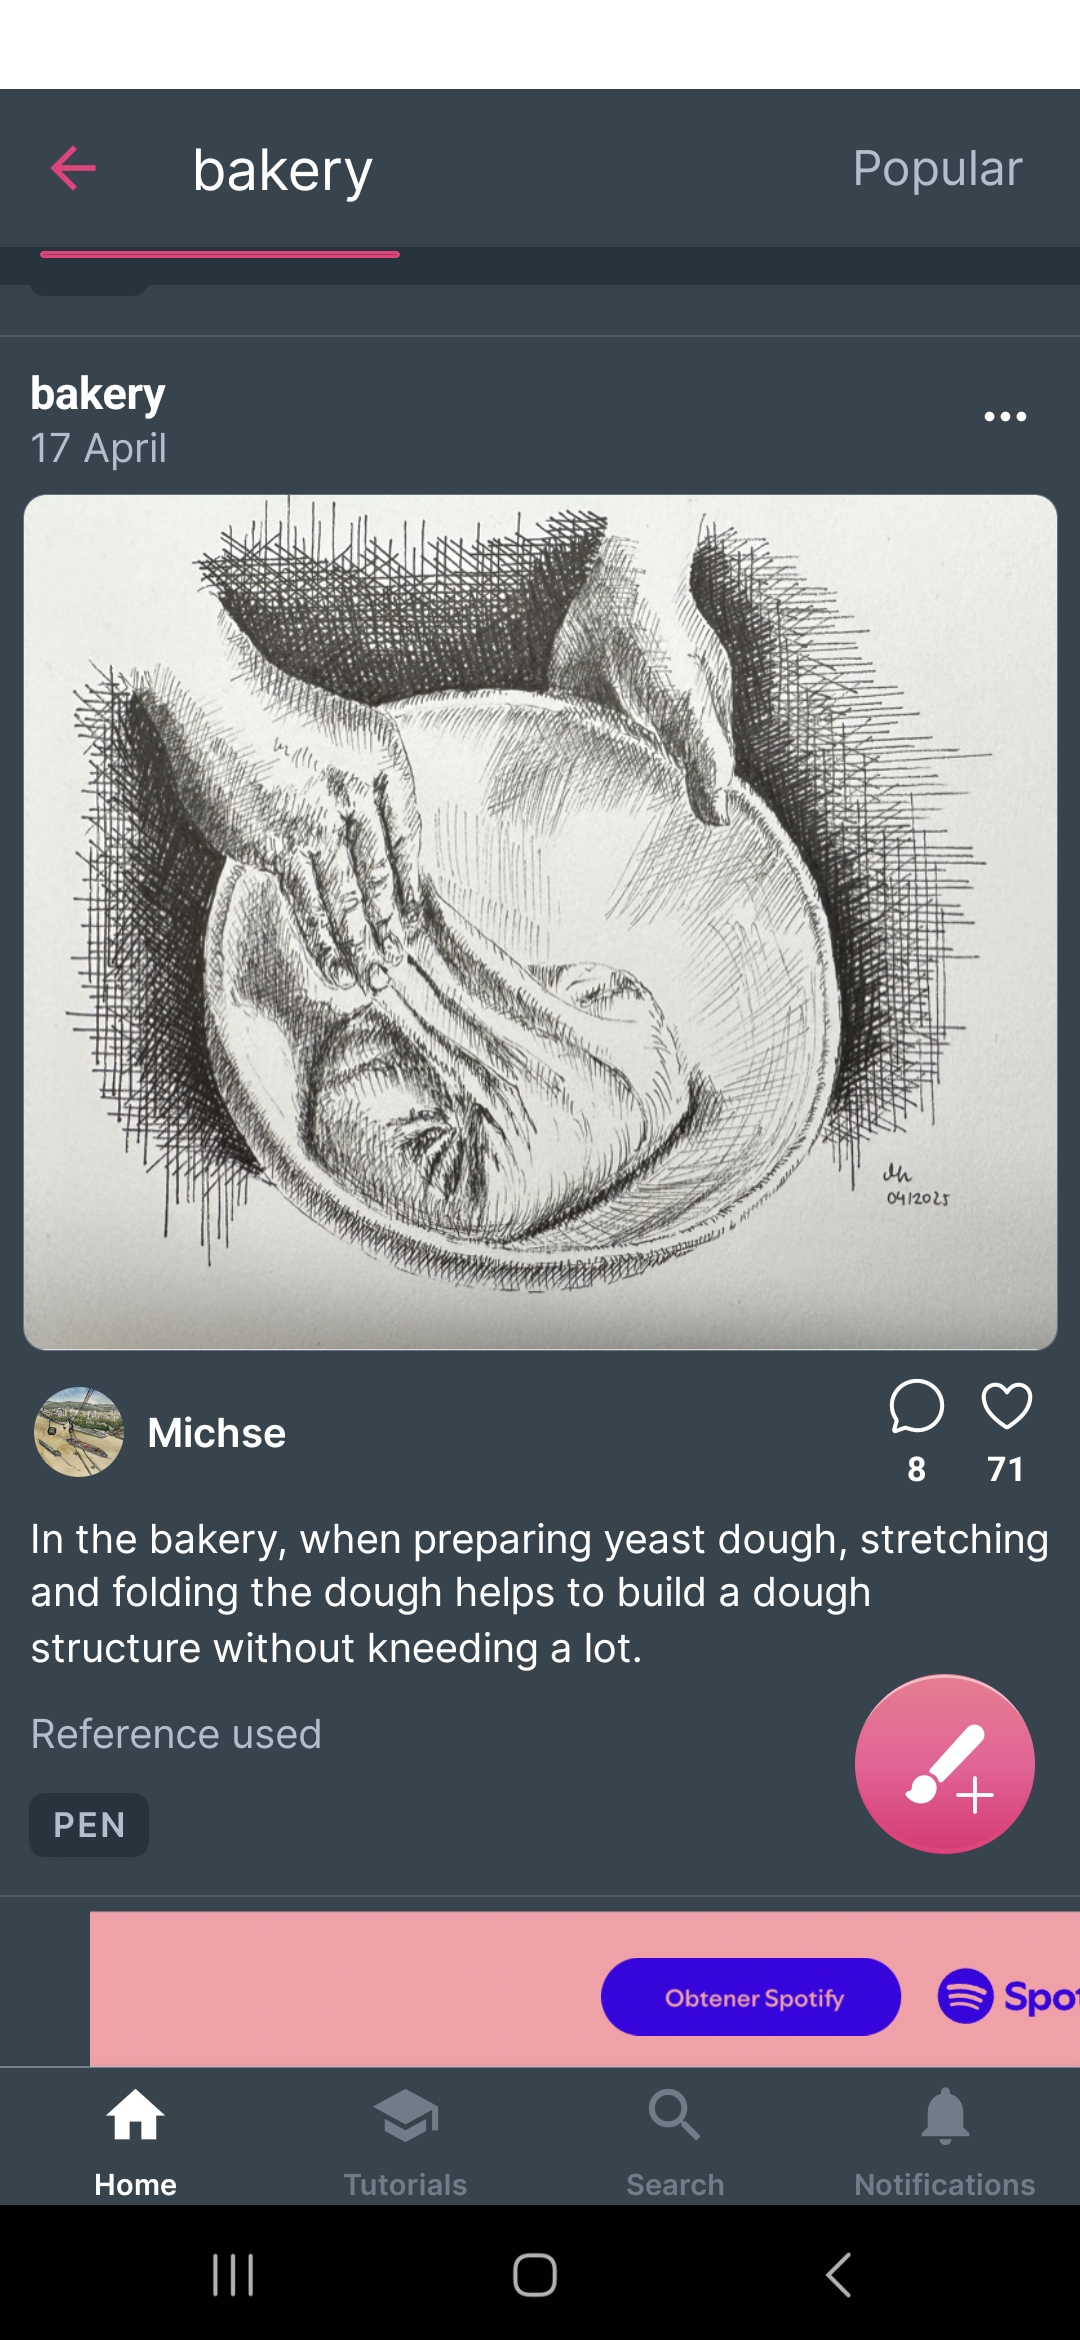 bakery
Popular
bakery
17 April
04/2025
Michse
8
71
In the bakery, when preparing yeast dough, stretching
and folding the dough helps to build a dough
structure without kneeding a lot.
Reference used
PEN
Obtener Spotify
Spot
Home
Tutorials
Search
Notifications